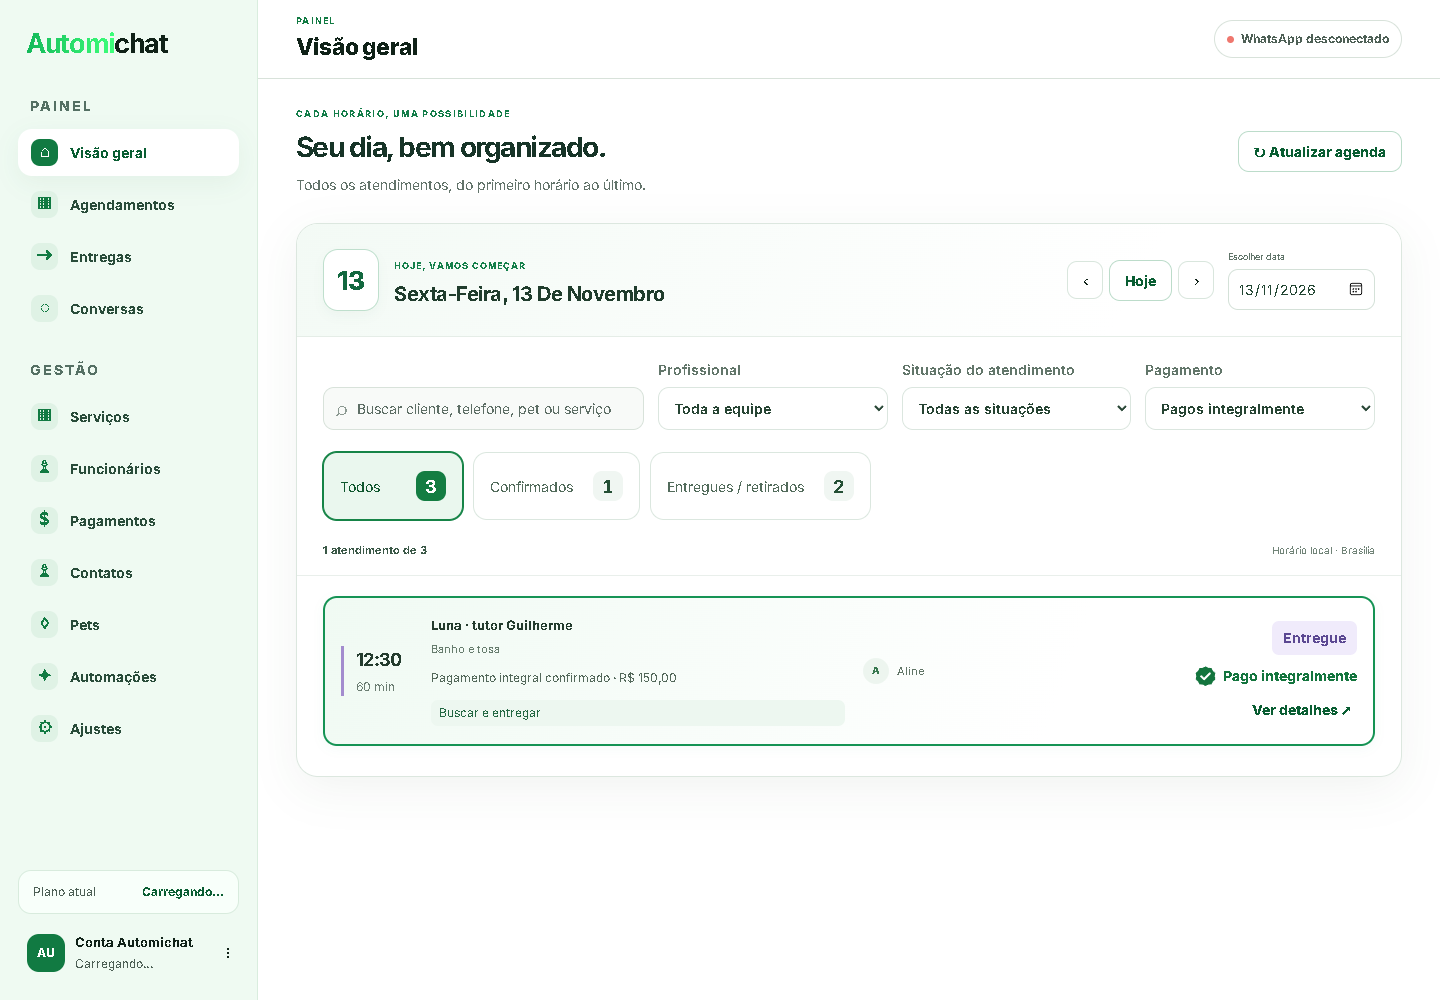 Automichat
PAINEL
Visão geral
Agendamentos
Entregas
Conversas
GESTÃO
Serviços
Funcionários
Pagamentos
Contatos
Pets
Automações
Ajustes
Plano atual
Carregando...
AU
Conta Automichat
Carregando...
PAINEL
Visão geral
WhatsApp desconectado
CADA HORÁRIO, UMA POSSIBILIDADE
Seu dia, bem organizado.
Todos os atendimentos, do primeiro horário ao último.
↻ Atualizar agenda
13
HOJE, VAMOS COMEÇAR
Sexta-Feira, 13 De Novembro
‹
Hoje
›
Escolher data
13/11/2026
Buscar cliente, telefone, pet ou serviço
Profissional
Toda a equipe
Situação do atendimento
Todas as situações
Pagamento
Pagos integralmente
Todos 3
Confirmados 1
Entregues / retirados 2
1 atendimento de 3
Horário local · Brasília
12:30
60 min
Luna · tutor Guilherme
Banho e tosa
Pagamento integral confirmado · R$ 150,00
Buscar e entregar
A Aline
Entregue
Pago integralmente
Ver detalhes ↗